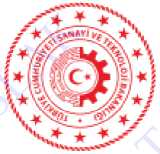 TÜRKİYE CUMHURİYETİ SANAYİ VE TEKNOLOJİ BAKANLIĞI